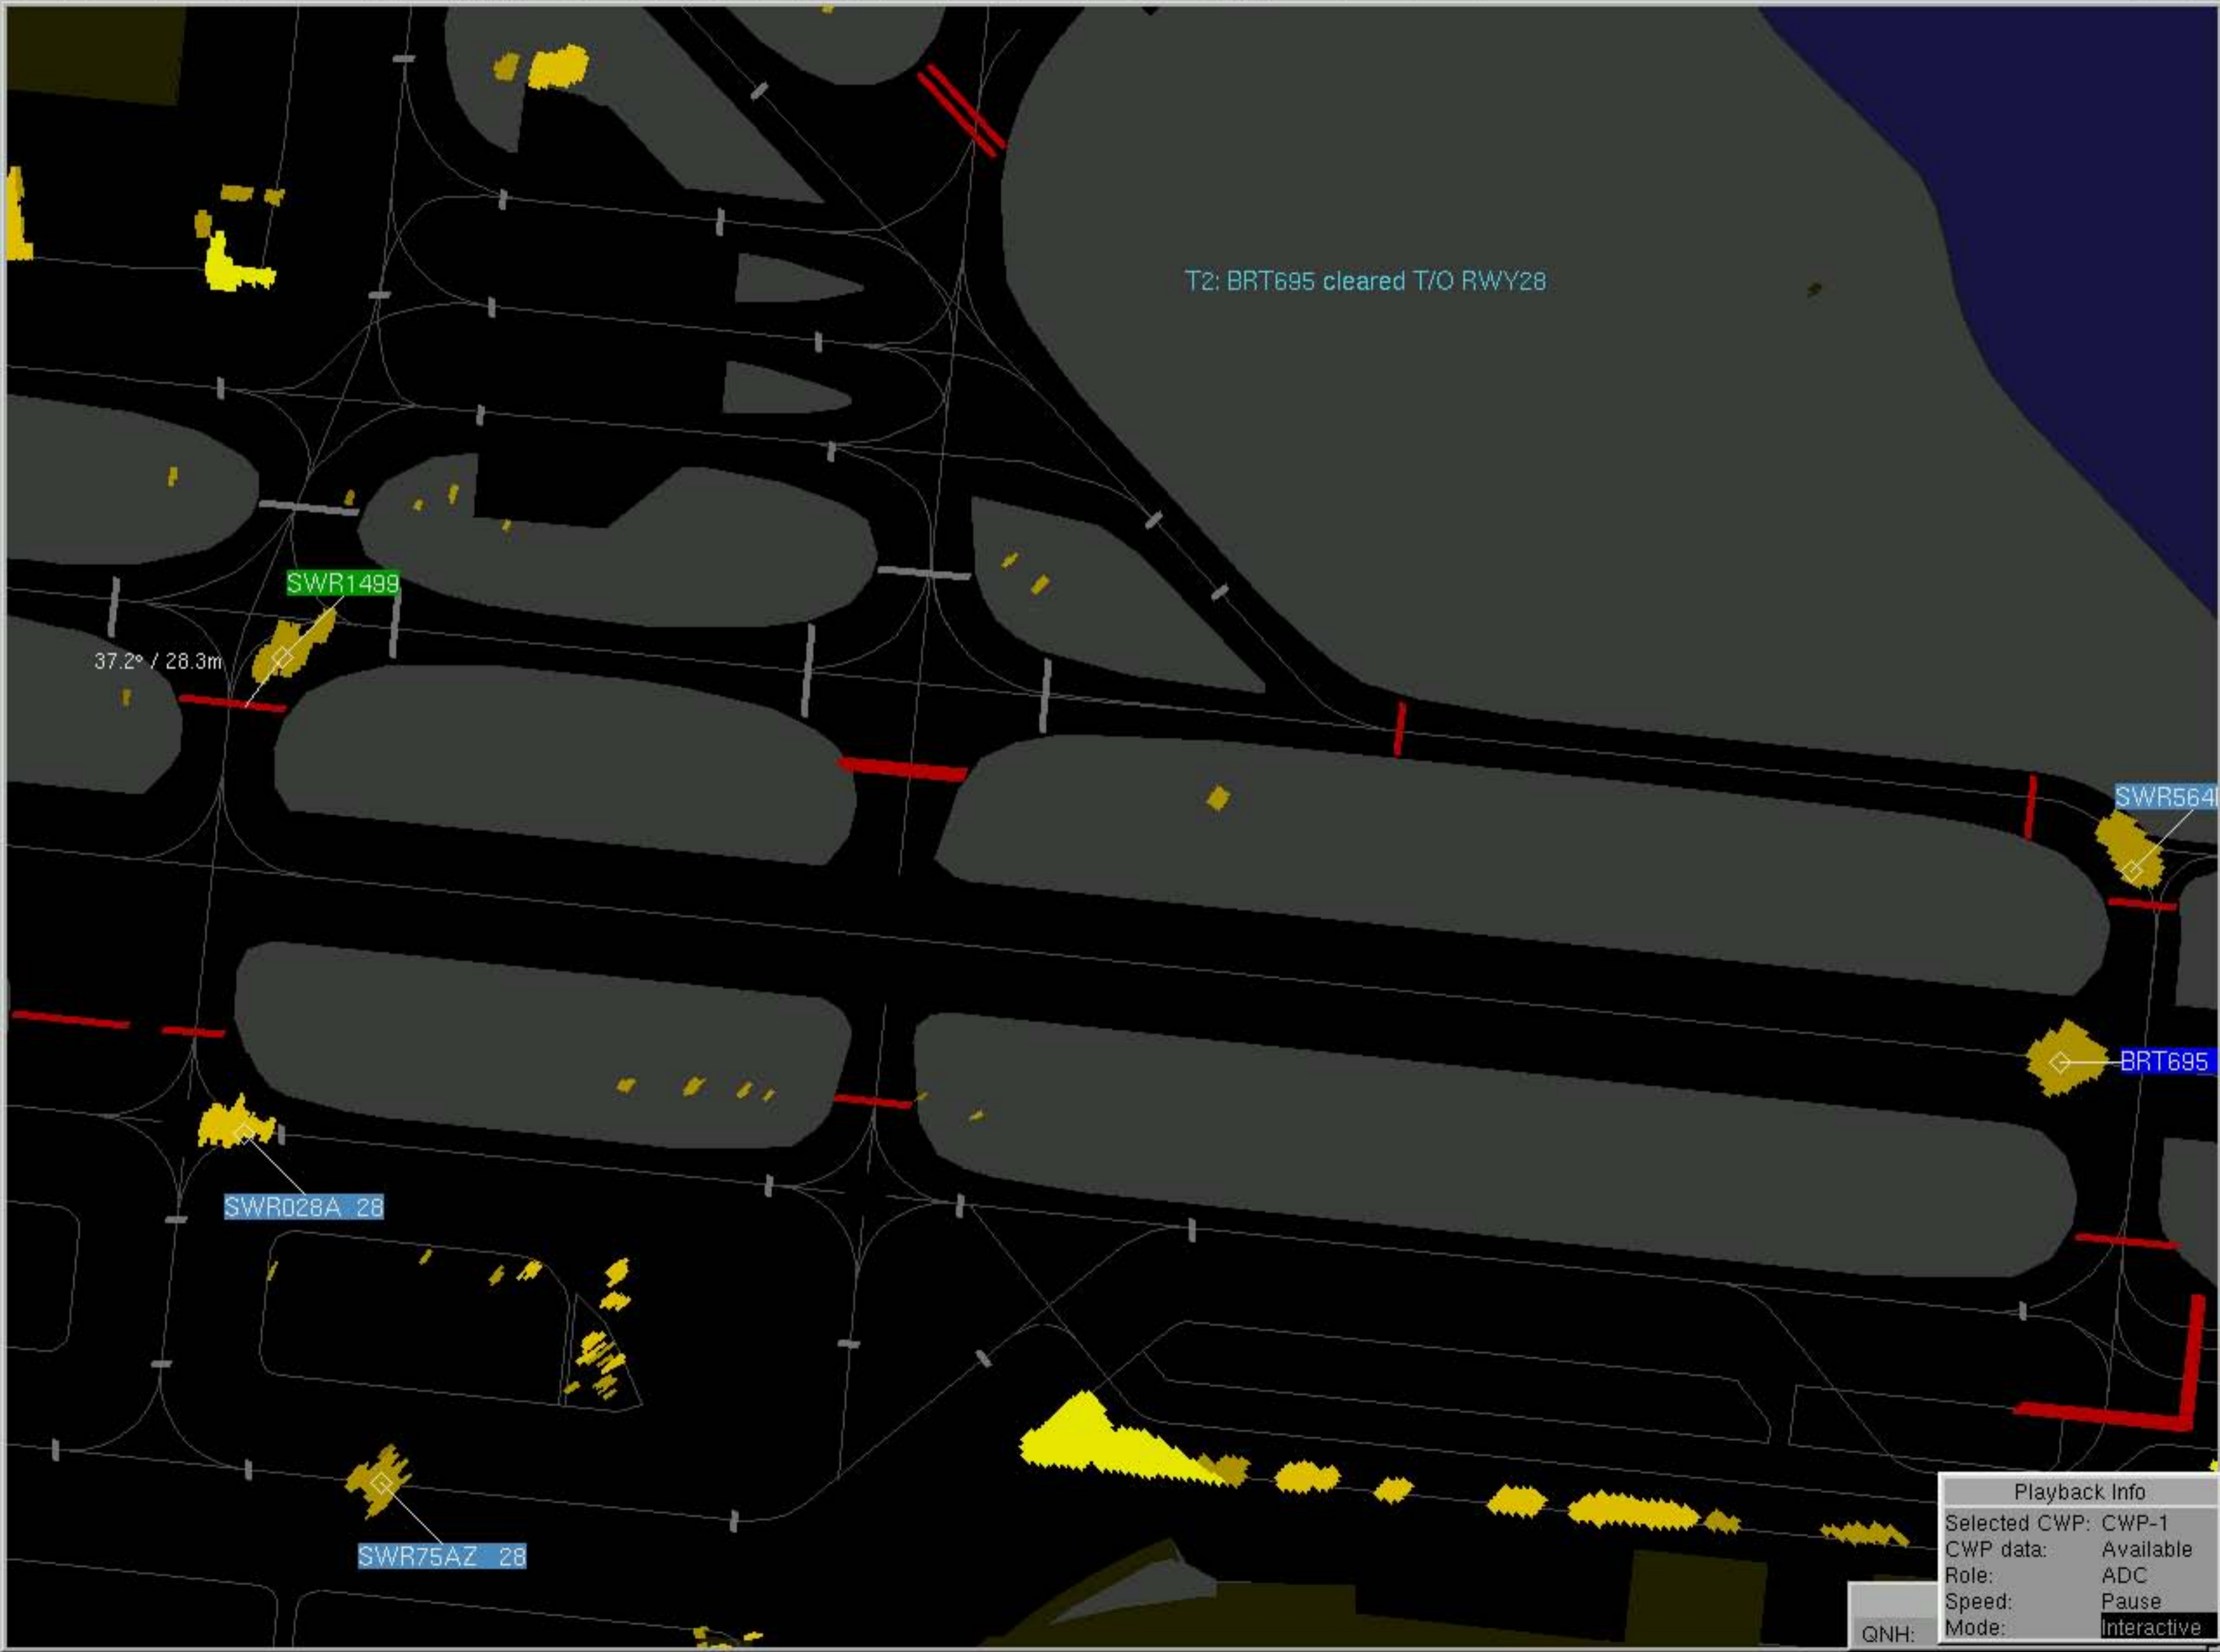 T2: BRT695 cleared T/O RWY28
SWR1499
37.2° / 28.3m
SWR564
BRT695
SWR028A 28
SWR75AZ 28
Playback Info
Selected CWP: CWP-1
CWP data: Available
Role: ADC
Speed: Pause
Mode: Interactive
QNH: